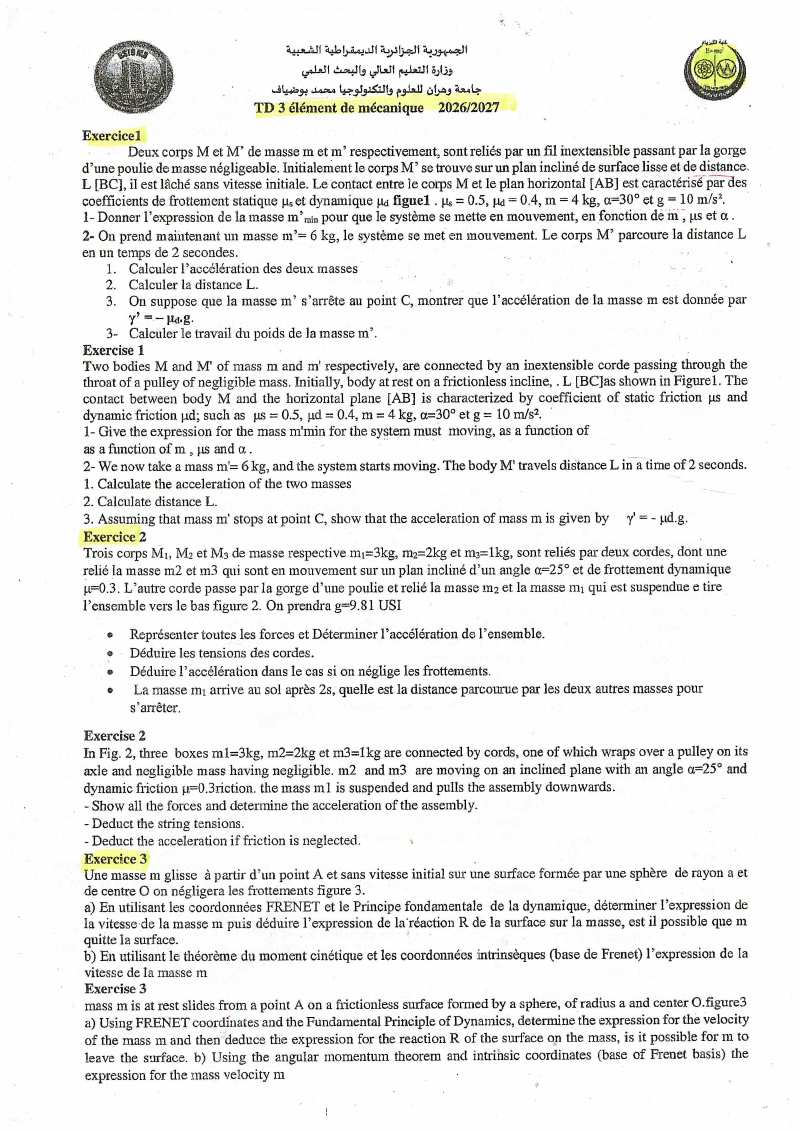 الجمهورية الجزائرية الديمقراطية الشعبية
وزارة التعليم العالي والبحث العلمي
جامعة وهران للعلوم والتكنولوجيا محمد بوضياف
TD 3 élément de mécanique 2026/2027
Exercice1
Deux corps M et M’ de masse m et m’ respectivement, sont reliés par un fil inextensible passant par la gorge
d’une poulie de masse négligeable. Initialement le corps M’ se trouve sur un plan incliné de surface lisse et de distance.
L [BC], il est lâché sans vitesse initiale. Le contact entre le corps M et le plan horizontal [AB] est caractérisé par des
coefficients de frottement statique μs et dynamique μd figue1 . μs = 0.5, μd = 0.4, m = 4 kg, α=30° et g = 10 m/s².
1- Donner l’expression de la masse m’min pour que le système se mette en mouvement, en fonction de m , μs et α .
2- On prend maintenant un masse m’= 6 kg, le système se met en mouvement. Le corps M’ parcoure la distance L
en un temps de 2 secondes.
1. Calculer l’accélération des deux masses
2. Calculer la distance L.
3. On suppose que la masse m’ s’arrête au point C, montrer que l’accélération de la masse m est donnée par
γ’ = – μd.g.
3- Calculer le travail du poids de la masse m’.
Exercise 1
Two bodies M and M' of mass m and m' respectively, are connected by an inextensible corde passing through the
throat of a pulley of negligible mass. Initially, body at rest on a frictionless incline, . L [BC]as shown in Figure1. The
contact between body M and the horizontal plane [AB] is characterized by coefficient of static friction μs and
dynamic friction μd; such as μs = 0.5, μd = 0.4, m = 4 kg, α=30° et g = 10 m/s².
1- Give the expression for the mass m'min for the system must moving, as a function of
as a function of m , μs and α .
2- We now take a mass m'= 6 kg, and the system starts moving. The body M' travels distance L in a time of 2 seconds.
1. Calculate the acceleration of the two masses
2. Calculate distance L.
3. Assuming that mass m' stops at point C, show that the acceleration of mass m is given by γ' = - μd.g.
Exercice 2
Trois corps M1, M2 et M3 de masse respective m1=3kg, m2=2kg et m3=1kg, sont reliés par deux cordes, dont une
relié la masse m2 et m3 qui sont en mouvement sur un plan incliné d’un angle α=25° et de frottement dynamique
μ=0.3. L’autre corde passe par la gorge d’une poulie et relié la masse m2 et la masse m1 qui est suspendue e tire
l’ensemble vers le bas figure 2. On prendra g=9.81 USI
• Représenter toutes les forces et Déterminer l’accélération de l’ensemble.
• Déduire les tensions des cordes.
• Déduire l’accélération dans le cas si on néglige les frottements.
• La masse m1 arrive au sol après 2s, quelle est la distance parcourue par les deux autres masses pour
s’arrêter.
Exercise 2
In Fig. 2, three boxes m1=3kg, m2=2kg et m3=1kg are connected by cords, one of which wraps over a pulley on its
axle and negligible mass having negligible. m2 and m3 are moving on an inclined plane with an angle α=25° and
dynamic friction μ=0.3riction. the mass m1 is suspended and pulls the assembly downwards.
- Show all the forces and determine the acceleration of the assembly.
- Deduct the string tensions.
- Deduct the acceleration if friction is neglected.
Exercice 3
Une masse m glisse à partir d’un point A et sans vitesse initial sur une surface formée par une sphère de rayon a et
de centre O on négligera les frottements figure 3.
a) En utilisant les coordonnées FRENET et le Principe fondamentale de la dynamique, déterminer l’expression de
la vitesse de la masse m puis déduire l’expression de la réaction R de la surface sur la masse, est il possible que m
quitte la surface.
b) En utilisant le théorème du moment cinétique et les coordonnées intrinsèques (base de Frenet) l’expression de la
vitesse de la masse m
Exercise 3
mass m is at rest slides from a point A on a frictionless surface formed by a sphere, of radius a and center O.figure3
a) Using FRENET coordinates and the Fundamental Principle of Dynamics, determine the expression for the velocity
of the mass m and then deduce the expression for the reaction R of the surface on the mass, is it possible for m to
leave the surface. b) Using the angular momentum theorem and intrinsic coordinates (base of Frenet basis) the
expression for the mass velocity m